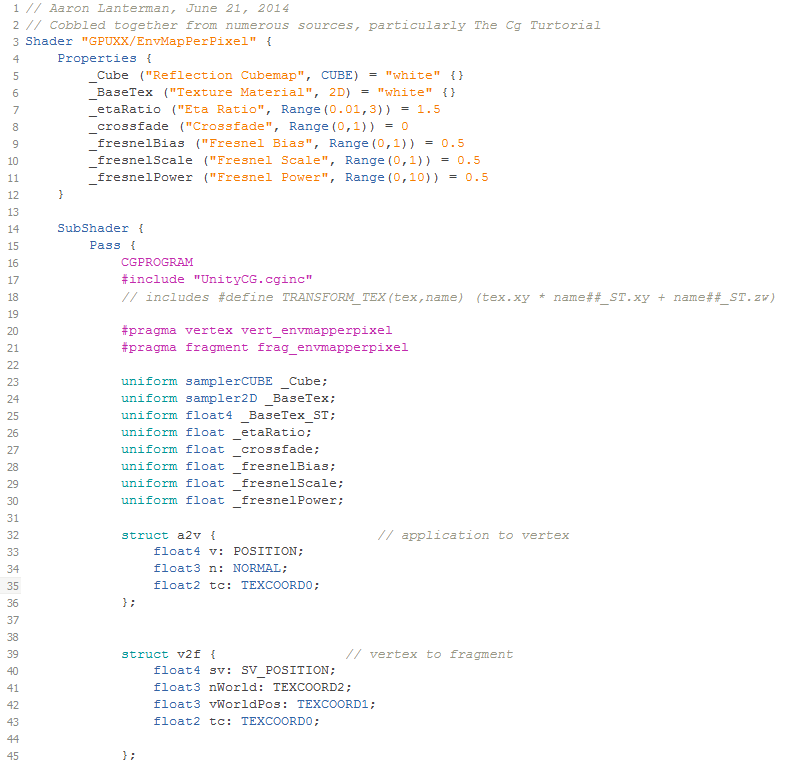 1 // Aaron Lanterman, June 21, 2014
2 // Cobbled together from numerous sources, particularly The Cg Turtorial
3 Shader "GPUXX/EnvMapPerPixel" {
4     Properties {
5         _Cube ("Reflection Cubemap", CUBE) = "white" {}
6         _BaseTex ("Texture Material", 2D) = "white" {}
7         _etaRatio ("Eta Ratio", Range(0.01,3)) = 1.5
8         _crossfade ("Crossfade", Range(0,1)) = 0
9         _fresnelBias ("Fresnel Bias", Range(0,1)) = 0.5
10         _fresnelScale ("Fresnel Scale", Range(0,1)) = 0.5
11         _fresnelPower ("Fresnel Power", Range(0,10)) = 0.5
12     }
13
14     SubShader {
15         Pass {
16             CGPROGRAM
17             #include "UnityCG.cginc"
18             // includes #define TRANSFORM_TEX(tex,name) (tex.xy * name##_ST.xy + name##_ST.zw)
19
20             #pragma vertex vert_envmapperpixel
21             #pragma fragment frag_envmapperpixel
22
23             uniform samplerCUBE _Cube;
24             uniform sampler2D _BaseTex;
25             uniform float4 _BaseTex_ST;
26             uniform float _etaRatio;
27             uniform float _crossfade;
28             uniform float _fresnelBias;
29             uniform float _fresnelScale;
30             uniform float _fresnelPower;
31
32             struct a2v {                    // application to vertex
33                 float4 v: POSITION;
34                 float3 n: NORMAL;
35                 float2 tc: TEXCOORD0;
36             };
37
38
39             struct v2f {                // vertex to fragment
40                 float4 sv: SV_POSITION;
41                 float3 nWorld: TEXCOORD2;
42                 float3 vWorldPos: TEXCOORD1;
43                 float2 tc: TEXCOORD0;
44
45             };